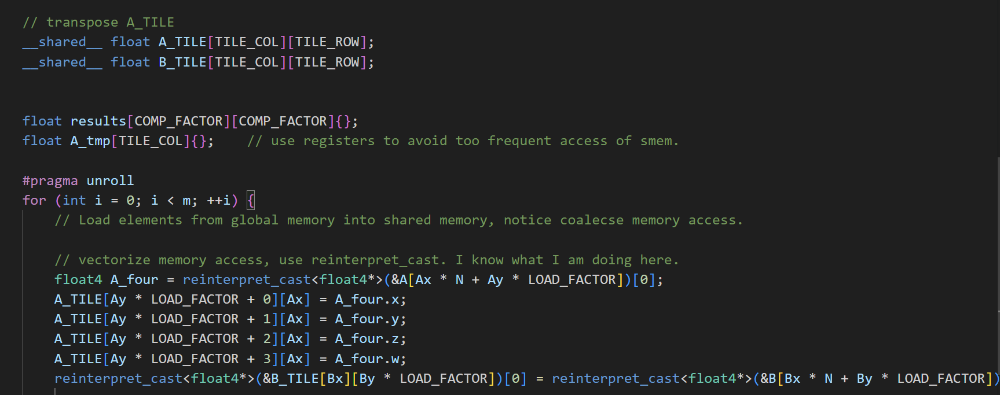 // transpose A_TILE
__shared__ float A_TILE[TILE_COL][TILE_ROW];
__shared__ float B_TILE[TILE_COL][TILE_ROW];
float results[COMP_FACTOR][COMP_FACTOR]{};
float A_tmp[TILE_COL]{};    // use registers to avoid too frequent access of smem.
#pragma unroll
for (int i = 0; i < m; ++i) {
// Load elements from global memory into shared memory, notice coalecse memory access.
// vectorize memory access, use reinterpret_cast. I know what I am doing here.
float4 A_four = reinterpret_cast<float4*>(&A[Ax * N + Ay * LOAD_FACTOR])[0];
A_TILE[Ay * LOAD_FACTOR + 0][Ax] = A_four.x;
A_TILE[Ay * LOAD_FACTOR + 1][Ax] = A_four.y;
A_TILE[Ay * LOAD_FACTOR + 2][Ax] = A_four.z;
A_TILE[Ay * LOAD_FACTOR + 3][Ax] = A_four.w;
reinterpret_cast<float4*>(&B_TILE[Bx][By * LOAD_FACTOR])[0] = reinterpret_cast<float4*>(&B[Bx * N + By * LOAD_FACTOR])